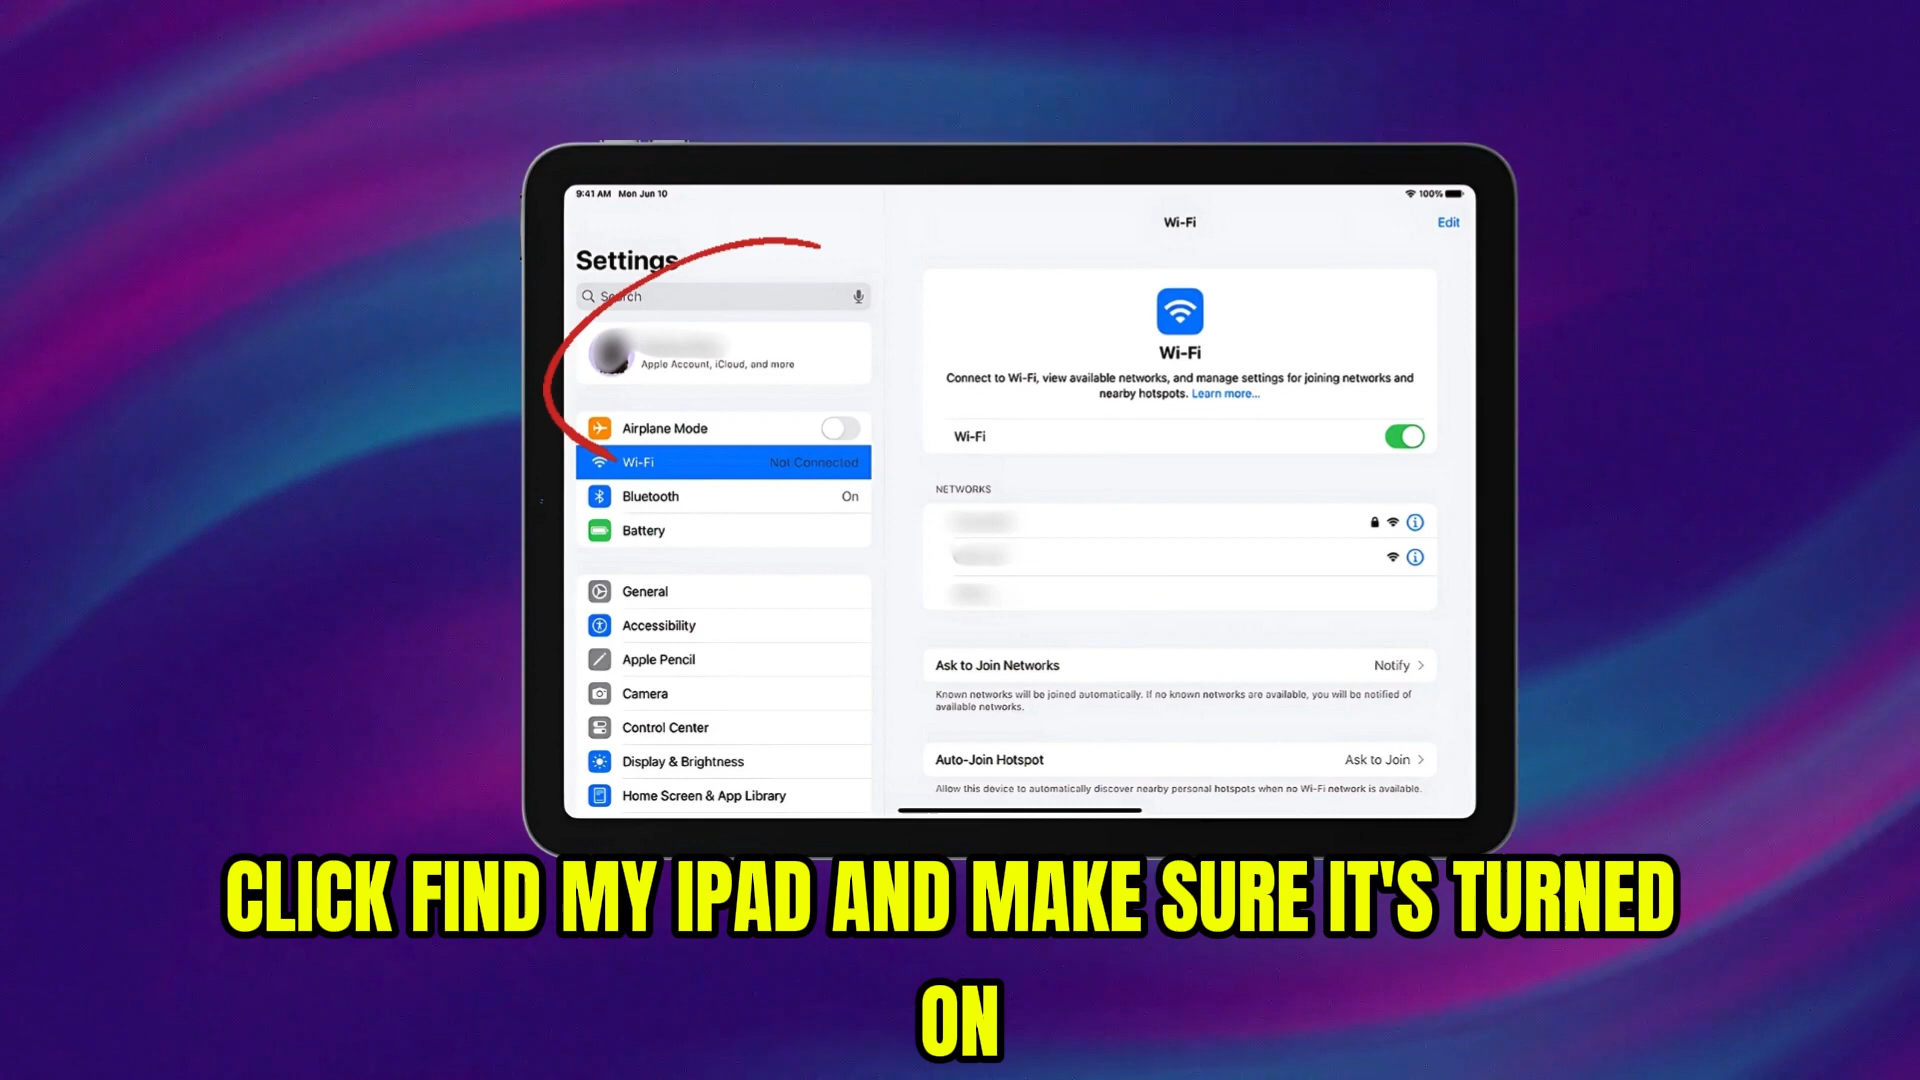 9:41 AM Mon Jun 10
100%
Settings
Search
Apple Account, iCloud, and more
Airplane Mode
Wi-Fi Not Connected
Bluetooth On
Battery
General
Accessibility
Apple Pencil
Camera
Control Center
Display & Brightness
Home Screen & App Library
Wi-Fi
Edit
Wi-Fi
Connect to Wi-Fi, view available networks, and manage settings for joining networks and
nearby hotspots. Learn more...
Wi-Fi
NETWORKS
Ask to Join Networks Notify
Known networks will be joined automatically. If no known networks are available, you will be notified of
available networks.
Auto-Join Hotspot Ask to Join
Allow this device to automatically discover nearby personal hotspots when no Wi-Fi network is available.
CLICK FIND MY IPAD AND MAKE SURE IT'S TURNED
ON